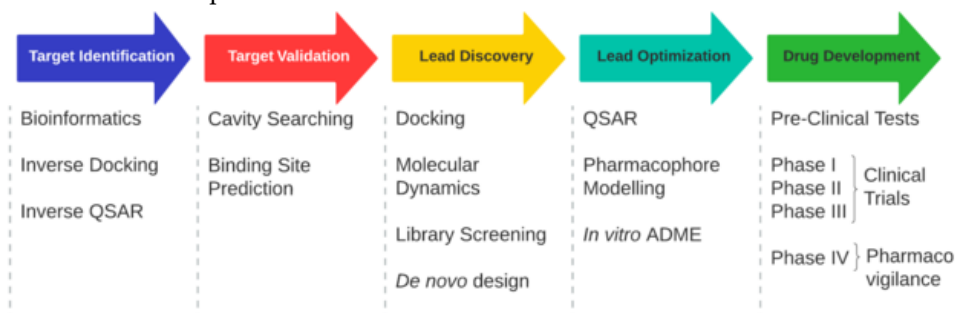 Target Identification
Target Validation
Lead Discovery
Lead Optimization
Drug Development
Bioinformatics
Inverse Docking
Inverse QSAR
Cavity Searching
Binding Site
Prediction
Docking
Molecular
Dynamics
Library Screening
De novo design
QSAR
Pharmacophore
Modelling
In vitro ADME
Pre-Clinical Tests
Phase I
Phase II
Phase III
Clinical
Trials
Phase IV
Pharmaco
vigilance